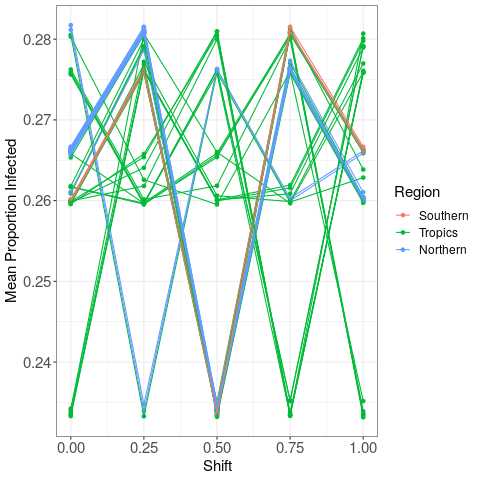 0.28
0.27
0.26
0.25
0.24
Mean Proportion Infected
0.00 0.25 0.50 0.75 1.00
Shift
Region
Southern
Tropics
Northern